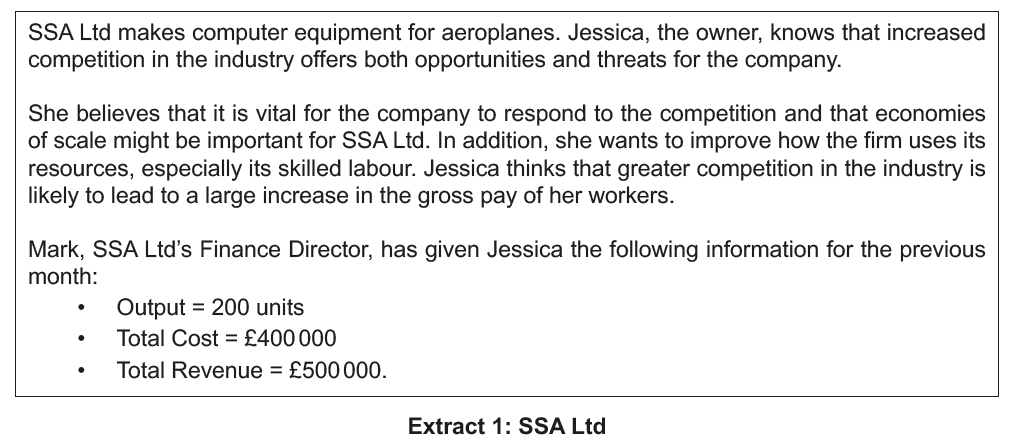 SSA Ltd makes computer equipment for aeroplanes. Jessica, the owner, knows that increased
competition in the industry offers both opportunities and threats for the company.
She believes that it is vital for the company to respond to the competition and that economies
of scale might be important for SSA Ltd. In addition, she wants to improve how the firm uses its
resources, especially its skilled labour. Jessica thinks that greater competition in the industry is
likely to lead to a large increase in the gross pay of her workers.
Mark, SSA Ltd’s Finance Director, has given Jessica the following information for the previous
month:
• Output = 200 units
• Total Cost = £400 000
• Total Revenue = £500 000.
Extract 1: SSA Ltd